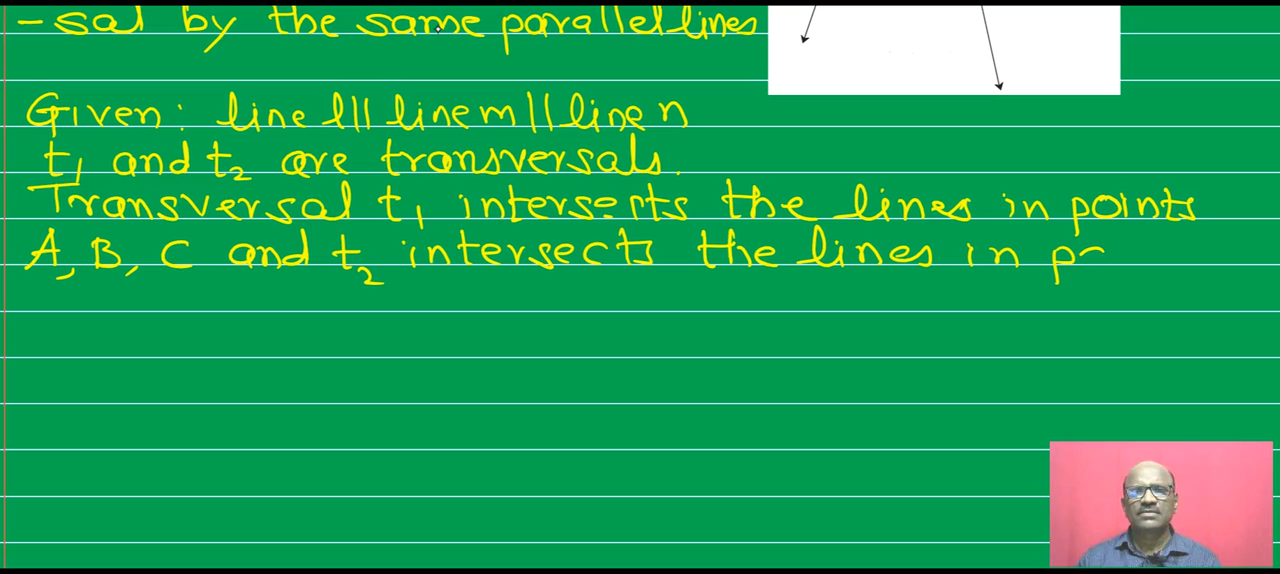 -sal by the same parallel lines
Given: line l || line m || line n
t₁ and t₂ are transversals.
Transversal t₁ intersects the lines in points
A, B, C and t₂ intersects the lines in p